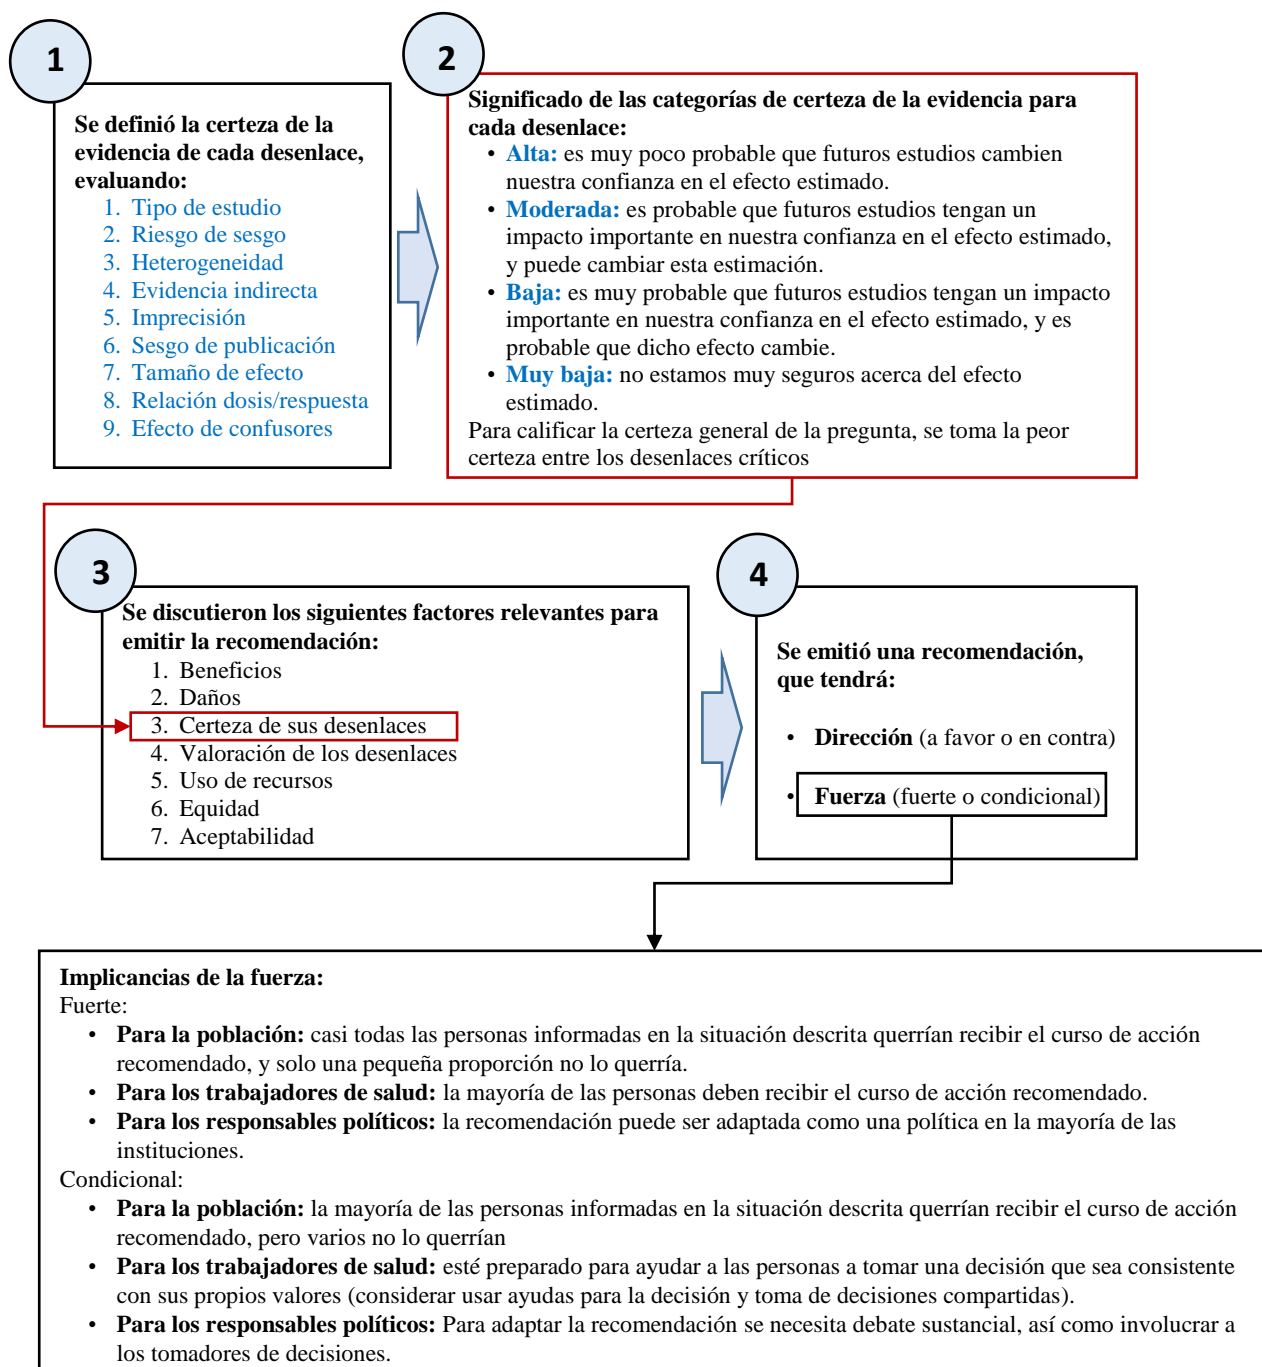 1
Se definió la certeza de la
evidencia de cada desenlace,
evaluando:
1. Tipo de estudio
2. Riesgo de sesgo
3. Heterogeneidad
4. Evidencia indirecta
5. Imprecisión
6. Sesgo de publicación
7. Tamaño de efecto
8. Relación dosis/respuesta
9. Efecto de confusores
2
Significado de las categorías de certeza de la evidencia para
cada desenlace:
• Alta: es muy poco probable que futuros estudios cambien
nuestra confianza en el efecto estimado.
• Moderada: es probable que futuros estudios tengan un
impacto importante en nuestra confianza en el efecto estimado,
y puede cambiar esta estimación.
• Baja: es muy probable que futuros estudios tengan un impacto
importante en nuestra confianza en el efecto estimado, y es
probable que dicho efecto cambie.
• Muy baja: no estamos muy seguros acerca del efecto
estimado.
Para calificar la certeza general de la pregunta, se toma la peor
certeza entre los desenlaces críticos
3
Se discutieron los siguientes factores relevantes para
emitir la recomendación:
1. Beneficios
2. Daños
3. Certeza de sus desenlaces
4. Valoración de los desenlaces
5. Uso de recursos
6. Equidad
7. Aceptabilidad
4
Se emitió una recomendación,
que tendrá:
• Dirección (a favor o en contra)
• Fuerza (fuerte o condicional)
Implicancias de la fuerza:
Fuerte:
• Para la población: casi todas las personas informadas en la situación descrita querrían recibir el curso de acción
recomendado, y solo una pequeña proporción no lo querría.
• Para los trabajadores de salud: la mayoría de las personas deben recibir el curso de acción recomendado.
• Para los responsables políticos: la recomendación puede ser adaptada como una política en la mayoría de las
instituciones.
Condicional:
• Para la población: la mayoría de las personas informadas en la situación descrita querrían recibir el curso de acción
recomendado, pero varios no lo querrían
• Para los trabajadores de salud: esté preparado para ayudar a las personas a tomar una decisión que sea consistente
con sus propios valores (considerar usar ayudas para la decisión y toma de decisiones compartidas).
• Para los responsables políticos: Para adaptar la recomendación se necesita debate sustancial, así como involucrar a
los tomadores de decisiones.